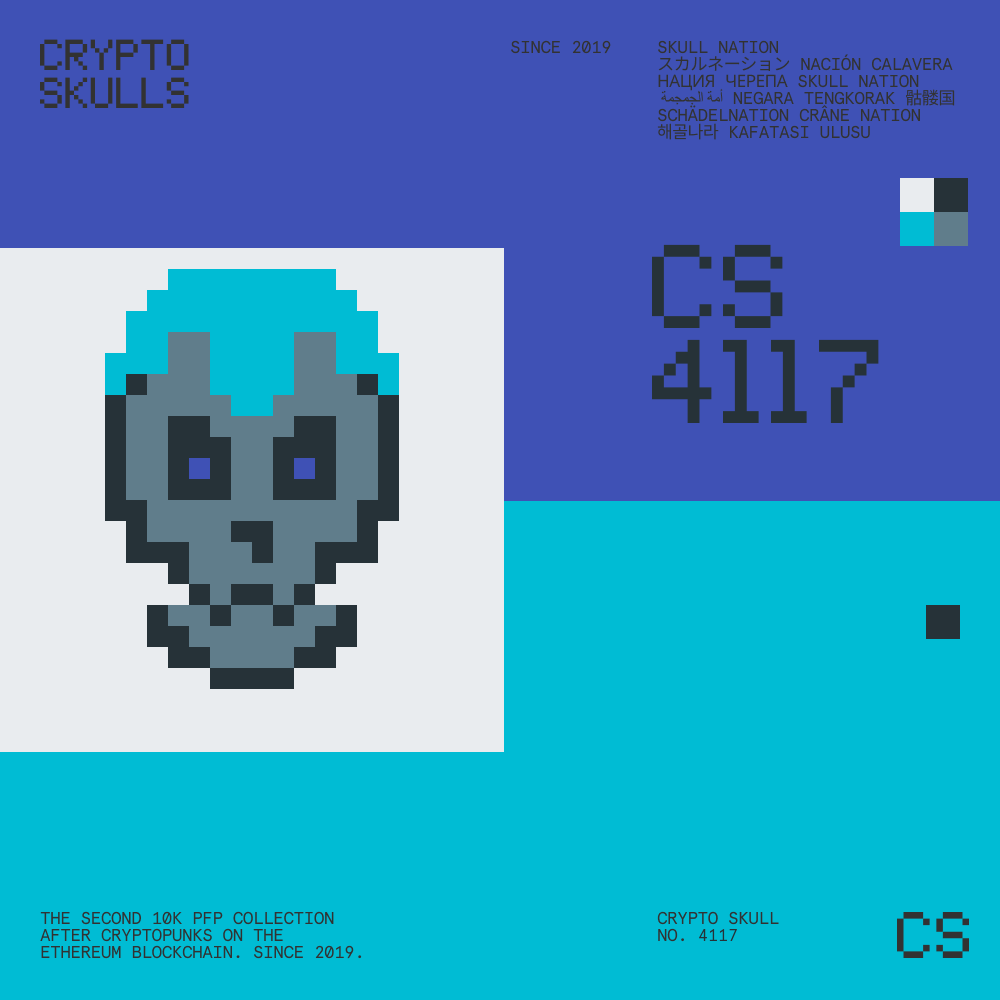 CRYPTO
SKULLS
SINCE 2019
SKULL NATION
スカルネーション NACIÓN CALAVERA
НАЦИЯ ЧЕРЕПА SKULL NATION
أمة الجمجمة NEGARA TENGKORAK 骷髅国
SCHÄDELNATION CRÂNE NATION
해골나라 KAFATASI ULUSU
CS
4117
THE SECOND 10K PFP COLLECTION
AFTER CRYPTOPUNKS ON THE
ETHEREUM BLOCKCHAIN. SINCE 2019.
CRYPTO SKULL
NO. 4117
CS